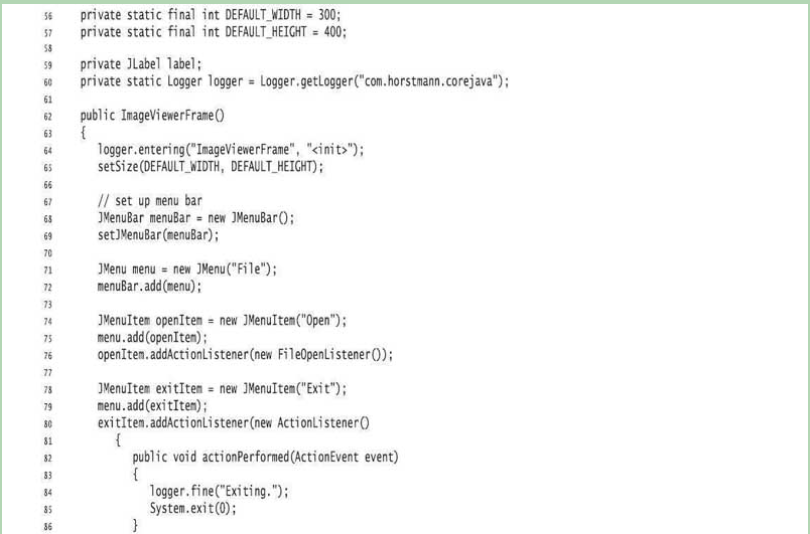 56 private static final int DEFAULT_WIDTH = 300;
57 private static final int DEFAULT_HEIGHT = 400;
58
59 private JLabel label;
60 private static Logger logger = Logger.getLogger("com.horstmann.corejava");
61
62 public ImageViewerFrame()
63 {
64 logger.entering("ImageViewerFrame", "<init>");
65 setSize(DEFAULT_WIDTH, DEFAULT_HEIGHT);
66
67 // set up menu bar
68 JMenuBar menuBar = new JMenuBar();
69 setJMenuBar(menuBar);
70
71 JMenu menu = new JMenu("File");
72 menuBar.add(menu);
73
74 JMenuItem openItem = new JMenuItem("Open");
75 menu.add(openItem);
76 openItem.addActionListener(new FileOpenListener());
77
78 JMenuItem exitItem = new JMenuItem("Exit");
79 menu.add(exitItem);
80 exitItem.addActionListener(new ActionListener()
81 {
82 public void actionPerformed(ActionEvent event)
83 {
84 logger.fine("Exiting.");
85 System.exit(0);
86 }